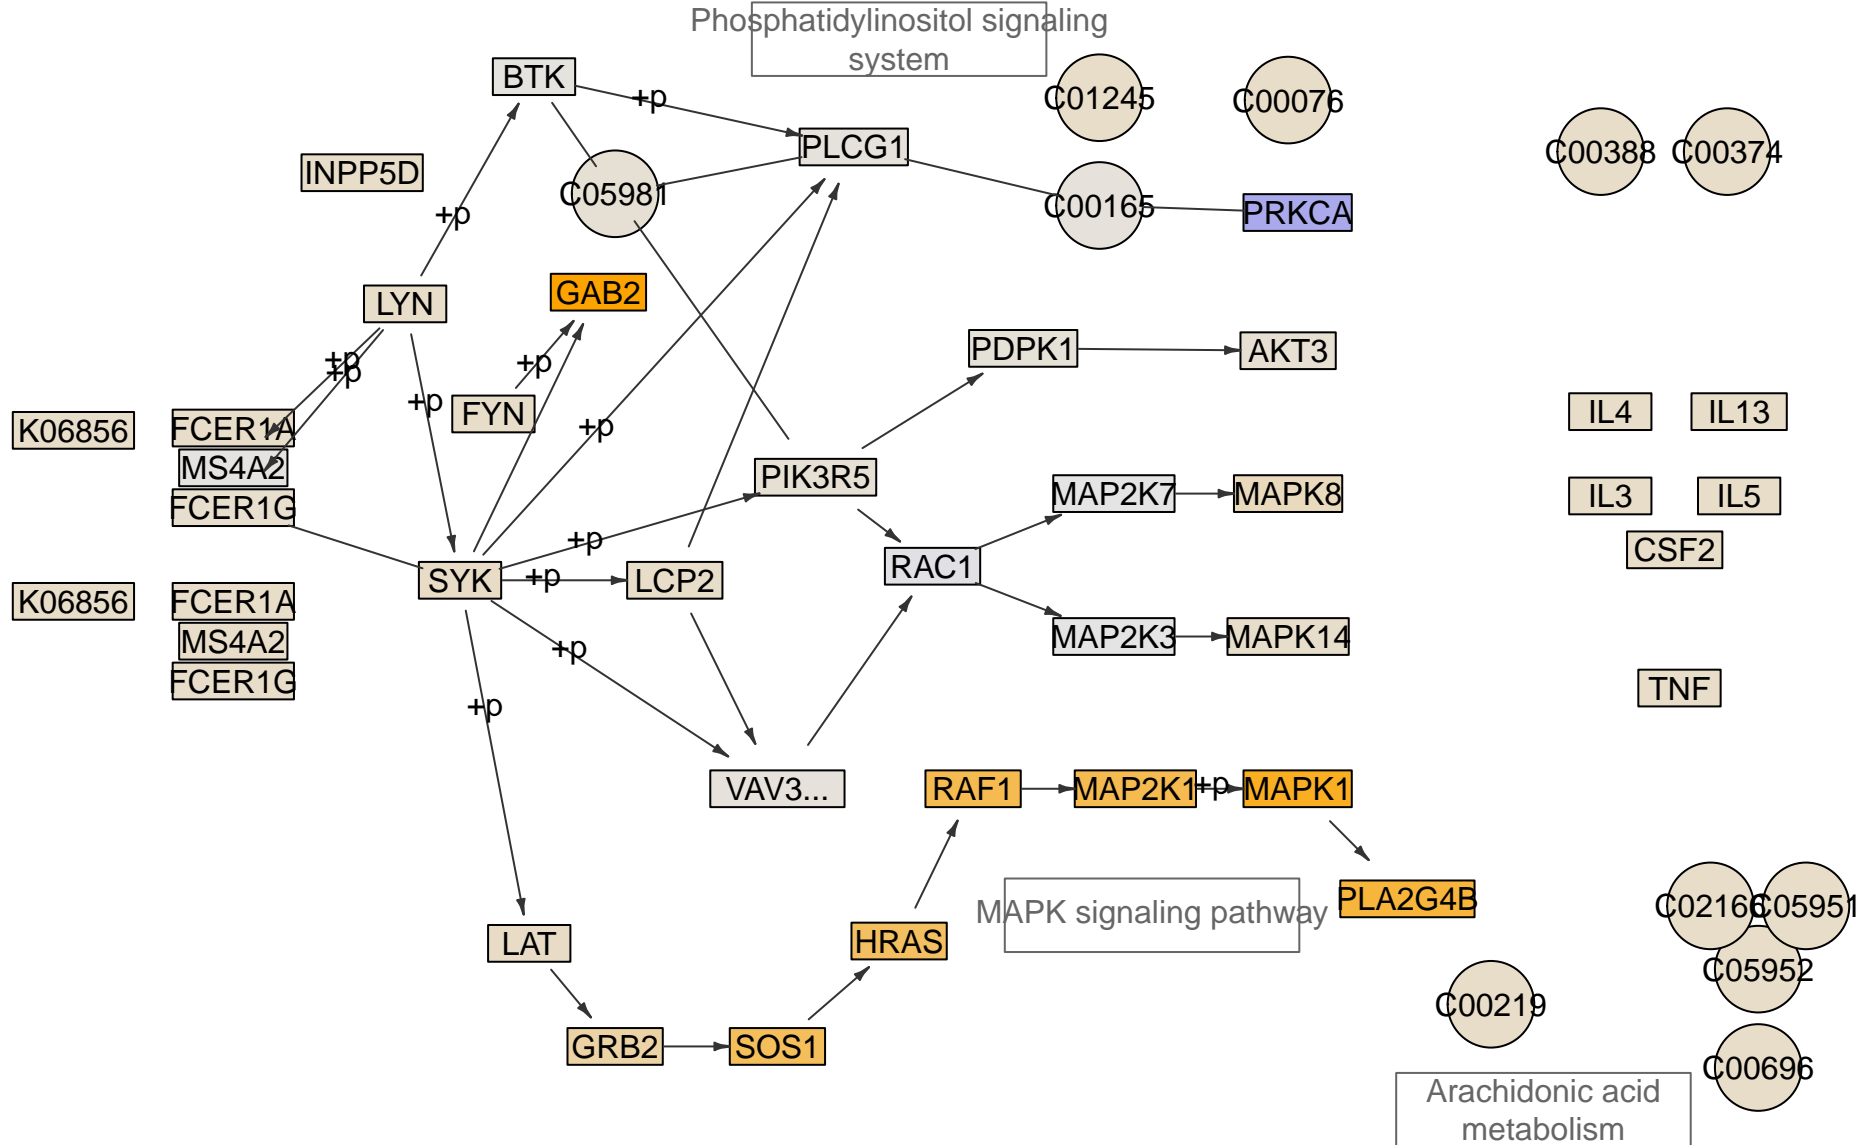 Phosphatidylinositol signaling
system
BTK
+p
C01245
C00076
PLCG1
C00388
C00374
INPP5D
C05981
C00165
PRKCA
+p
LYN
GAB2
+p
+p
+p
PDPK1
AKT3
+p
FYN
+p
K06856
FCER1A
MS4A2
FCER1G
IL4
IL13
PIK3R5
MAP2K7
MAPK8
IL3
IL5
+p
CSF2
SYK
+p
LCP2
RAC1
K06856
FCER1A
MS4A2
FCER1G
+p
MAP2K3
MAPK14
TNF
+p
VAV3...
RAF1
MAP2K1
+p
MAPK1
PLA2G4B
MAPK signaling pathway
C02166
C05951
C05952
LAT
HRAS
C00219
GRB2
SOS1
C00696
Arachidonic acid
metabolism